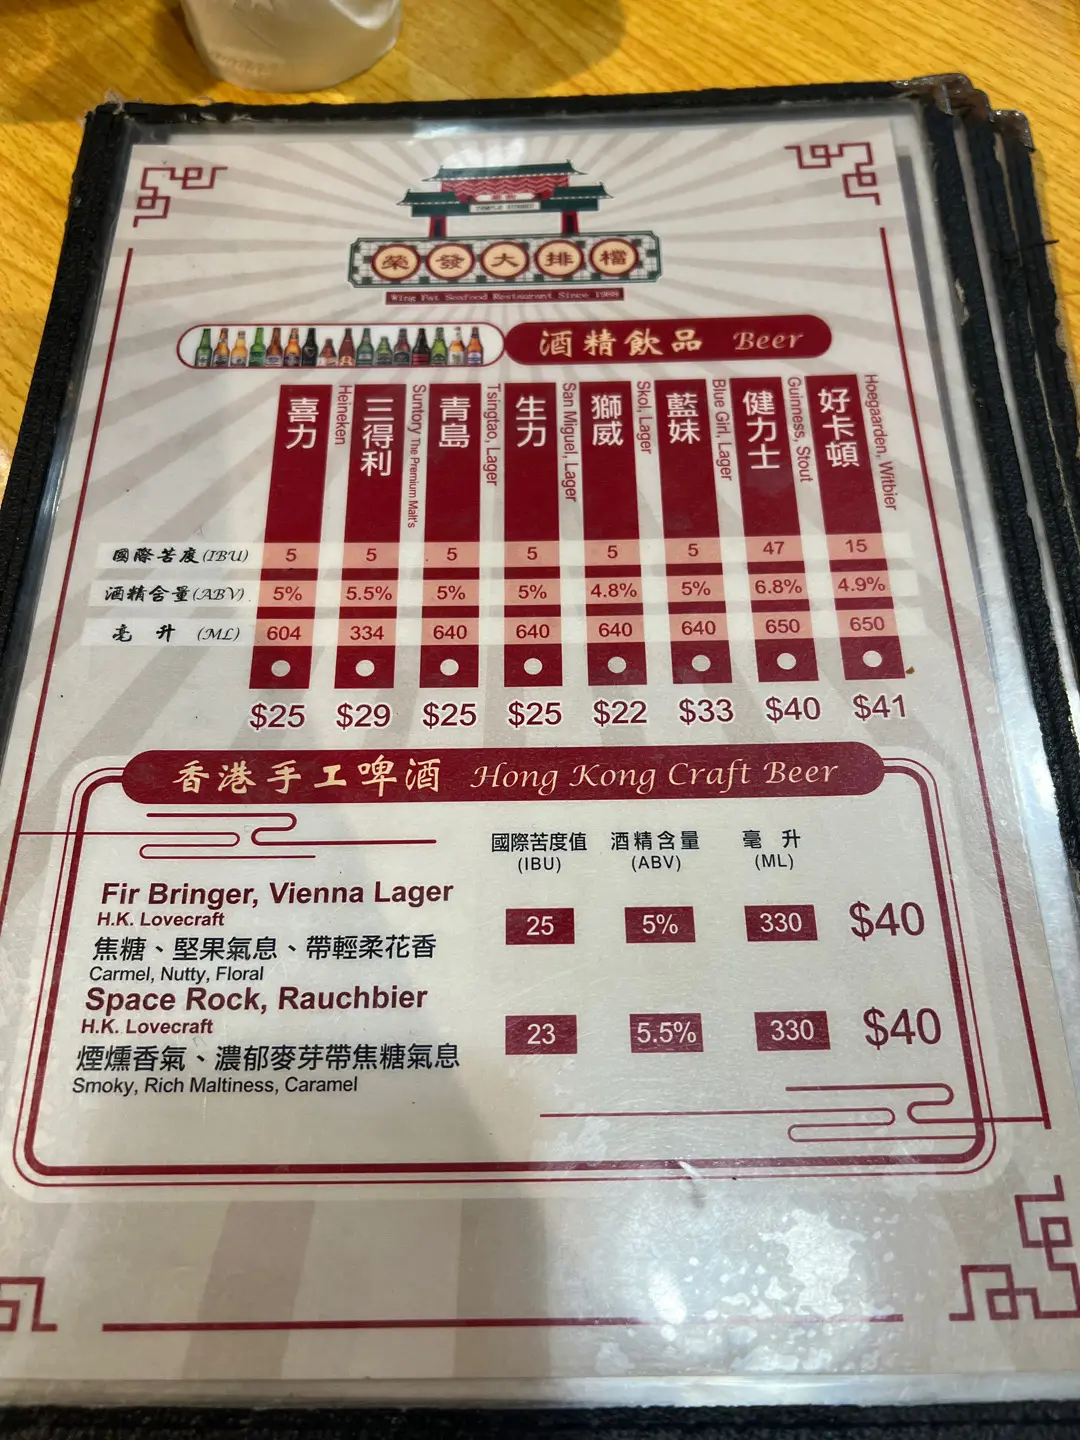 TEMPLE STREET
榮發大排檔
Wing Fat Seafood Restaurant Since 1988
酒精飲品 Beer
喜力 Heineken
三得利 Suntory The Premium Malt's
青島 Tsingtao, Lager
生力 San Miguel, Lager
獅威 Skol, Lager
藍妹 Blue Girl, Lager
健力士 Guinness, Stout
好卡頓 Hoegaarden, Witbier
國際苦度(IBU) 5 5 5 5 5 5 47 15
酒精含量(ABV) 5% 5.5% 5% 5% 4.8% 5% 6.8% 4.9%
毫升 (ML) 604 334 640 640 640 640 650 650
$25 $29 $25 $25 $22 $33 $40 $41
香港手工啤酒 Hong Kong Craft Beer
國際苦度值 酒精含量 毫升
(IBU) (ABV) (ML)
Fir Bringer, Vienna Lager
H.K. Lovecraft
25 5% 330 $40
焦糖、堅果氣息、帶輕柔花香
Carmel, Nutty, Floral
Space Rock, Rauchbier
H.K. Lovecraft
23 5.5% 330 $40
煙燻香氣、濃郁麥芽帶焦糖氣息
Smoky, Rich Maltiness, Caramel